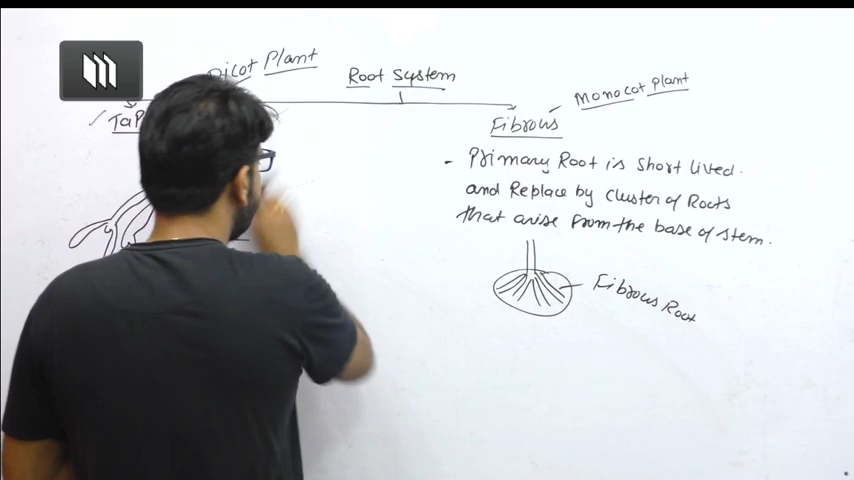 Dicot Plant
Root System
Monocot plant
TaP
Fibrous
- Primary Root is short lived.
and Replace by cluster of Roots
that arise from the base of stem.
Fibrous Root